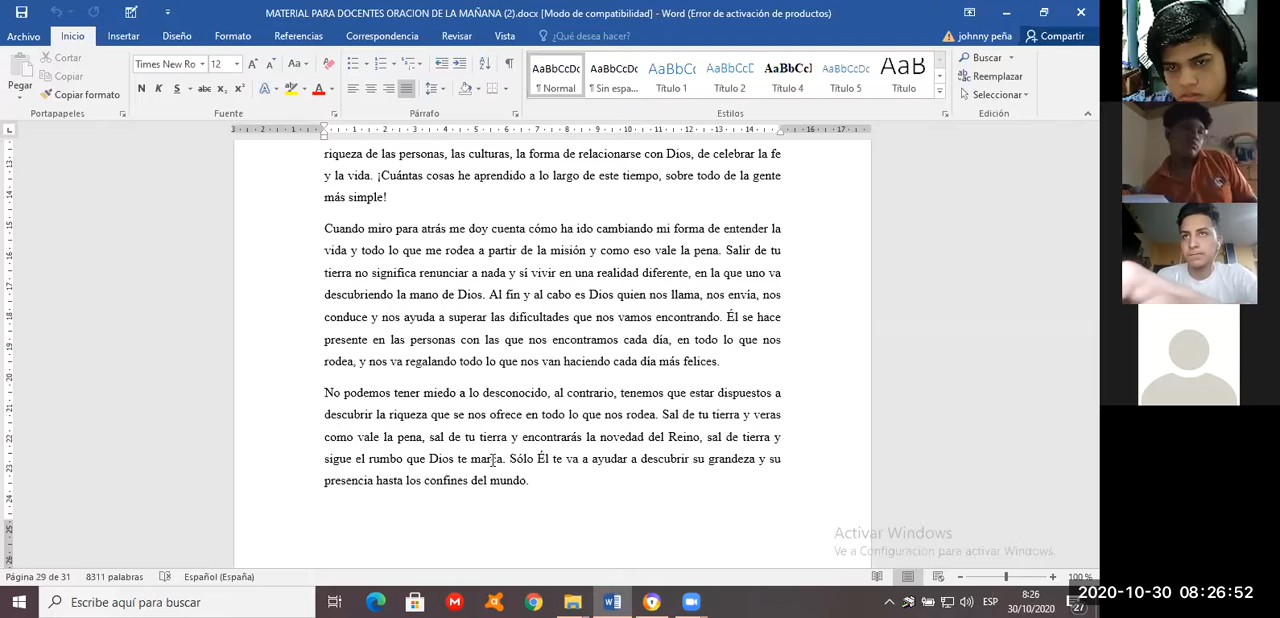 MATERIAL PARA DOCENTES ORACION DE LA MAÑANA (2).docx [Modo de compatibilidad] - Word (Error de activación de productos)
Archivo Inicio Insertar Diseño Formato Referencias Correspondencia Revisar Vista ¿Qué desea hacer? johnny peña Compartir
Pegar Cortar Copiar Copiar formato
Times New Ro 12
N K S abc
AaBbCcDc AaBbCcDc AaBbCc AaBbCcD AaBbCcI AaBbCcDc AaB
¶ Normal ¶ Sin espa... Título 1 Título 2 Título 4 Título 5 Título
Buscar Reemplazar Seleccionar
Portapapeles Fuente Párrafo Estilos Edición
riqueza de las personas, las culturas, la forma de relacionarse con Dios, de celebrar la fe
y la vida. ¡Cuántas cosas he aprendido a lo largo de este tiempo, sobre todo de la gente
más simple!
Cuando miro para atrás me doy cuenta cómo ha ido cambiando mi forma de entender la
vida y todo lo que me rodea a partir de la misión y como eso vale la pena. Salir de tu
tierra no significa renunciar a nada y sí vivir en una realidad diferente, en la que uno va
descubriendo la mano de Dios. Al fin y al cabo es Dios quien nos llama, nos envía, nos
conduce y nos ayuda a superar las dificultades que nos vamos encontrando. Él se hace
presente en las personas con las que nos encontramos cada día, en todo lo que nos
rodea, y nos va regalando todo lo que nos van haciendo cada día más felices.
No podemos tener miedo a lo desconocido, al contrario, tenemos que estar dispuestos a
descubrir la riqueza que se nos ofrece en todo lo que nos rodea. Sal de tu tierra y veras
como vale la pena, sal de tu tierra y encontrarás la novedad del Reino, sal de tierra y
sigue el rumbo que Dios te marca. Sólo Él te va a ayudar a descubrir su grandeza y su
presencia hasta los confines del mundo.
Activar Windows
Ve a Configuración para activar Windows.
Página 29 de 31 8311 palabras Español (España) 100 %
Escribe aquí para buscar ESP 8:26
30/10/2020 27
2020-10-30 08:26:52